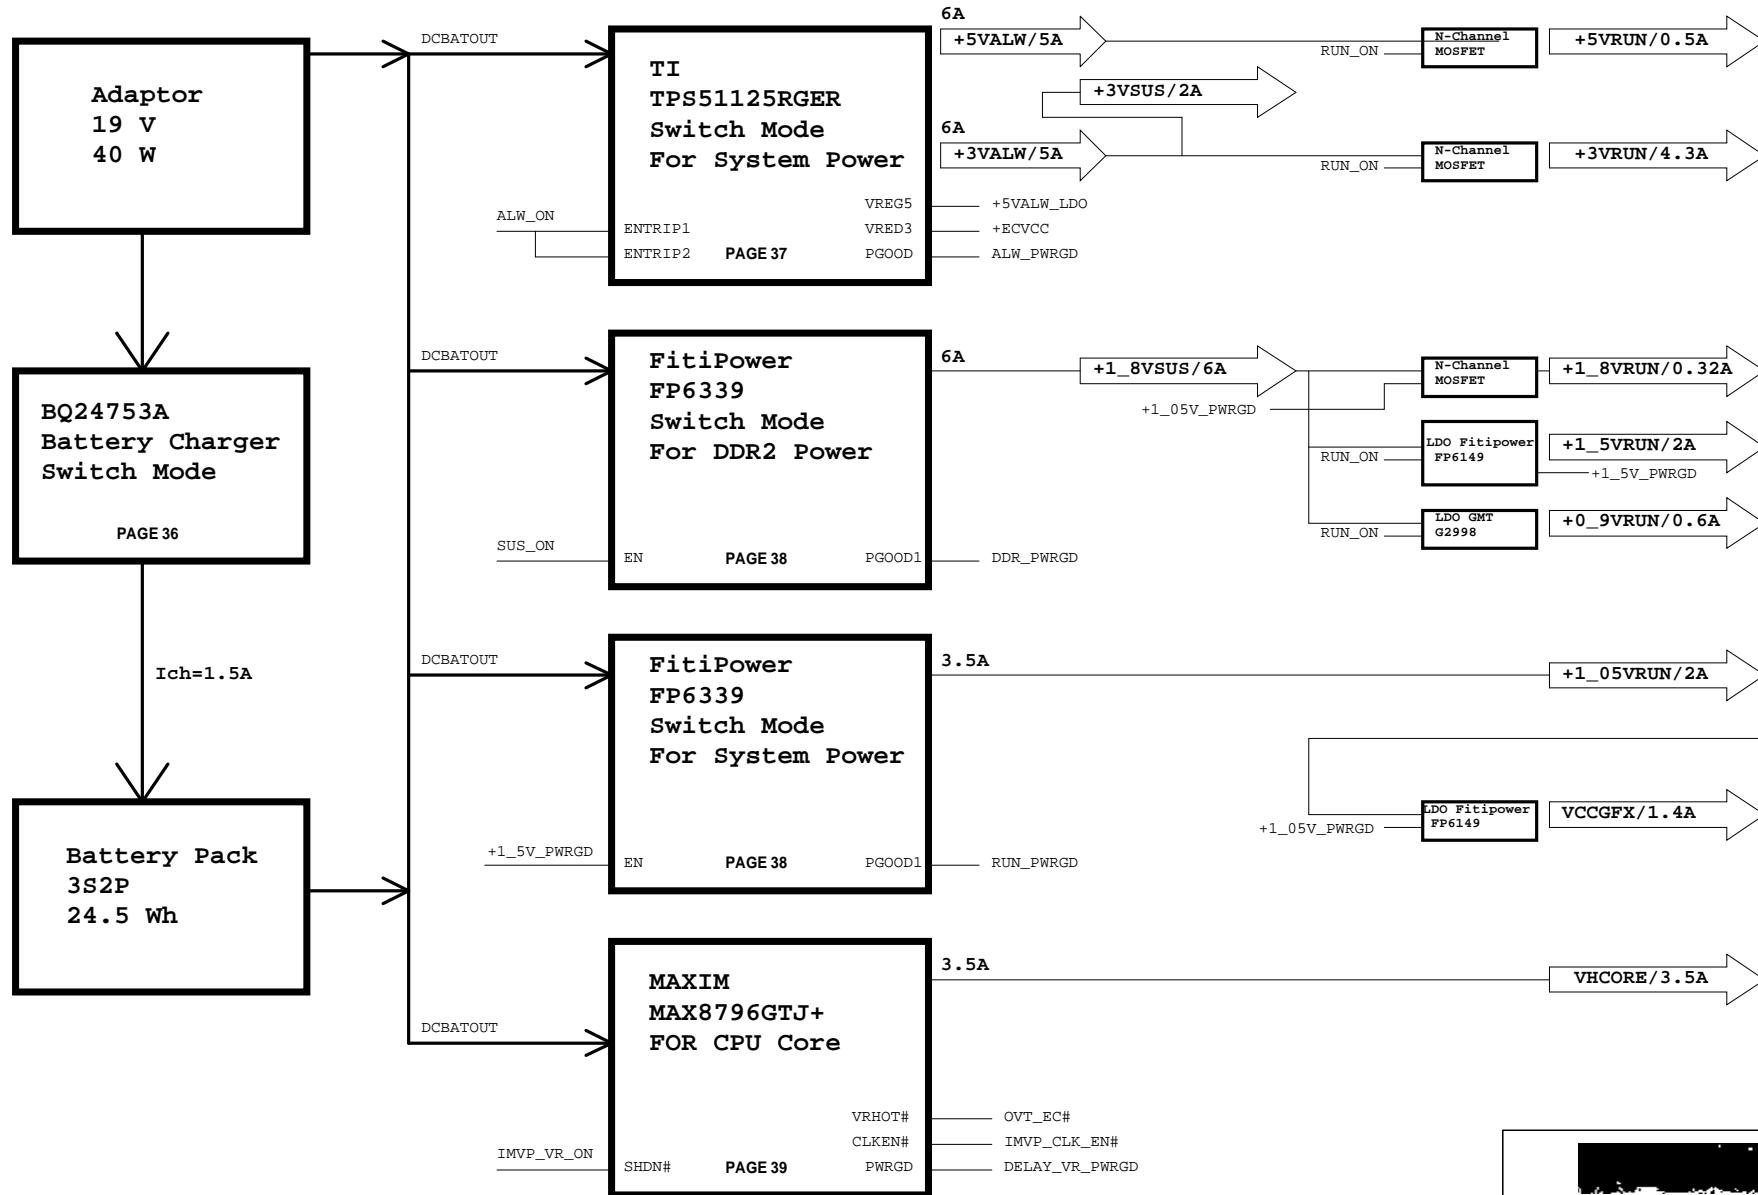 Adaptor
19 V
40 W
BQ24753A
Battery Charger
Switch Mode
PAGE 36
Ich=1.5A
Battery Pack
3S2P
24.5 Wh
DCBATOUT
TI
TPS51125RGER
Switch Mode
For System Power
ALW_ON
ENTRIP1
ENTRIP2
PAGE 37
VREG5
VRED3
PGOOD
+5VALW_LDO
+ECVCC
ALW_PWRGD
6A
+5VALW/5A
+3VSUS/2A
6A
+3VALW/5A
RUN_ON
N-Channel
MOSFET
+5VRUN/0.5A
RUN_ON
N-Channel
MOSFET
+3VRUN/4.3A
DCBATOUT
FitiPower
FP6339
Switch Mode
For DDR2 Power
SUS_ON
EN
PAGE 38
PGOOD1
DDR_PWRGD
6A
+1_8VSUS/6A
+1_05V_PWRGD
N-Channel
MOSFET
+1_8VRUN/0.32A
RUN_ON
LDO Fitipower
FP6149
+1_5VRUN/2A
+1_5V_PWRGD
RUN_ON
LDO GMT
G2998
+0_9VRUN/0.6A
DCBATOUT
FitiPower
FP6339
Switch Mode
For System Power
+1_5V_PWRGD
EN
PAGE 38
PGOOD1
RUN_PWRGD
3.5A
+1_05VRUN/2A
+1_05V_PWRGD
LDO Fitipower
FP6149
VCCGFX/1.4A
DCBATOUT
MAXIM
MAX8796GTJ+
FOR CPU Core
IMVP_VR_ON
SHDN#
PAGE 39
VRHOT#
CLKEN#
PWRGD
OVT_EC#
IMVP_CLK_EN#
DELAY_VR_PWRGD
3.5A
VHCORE/3.5A